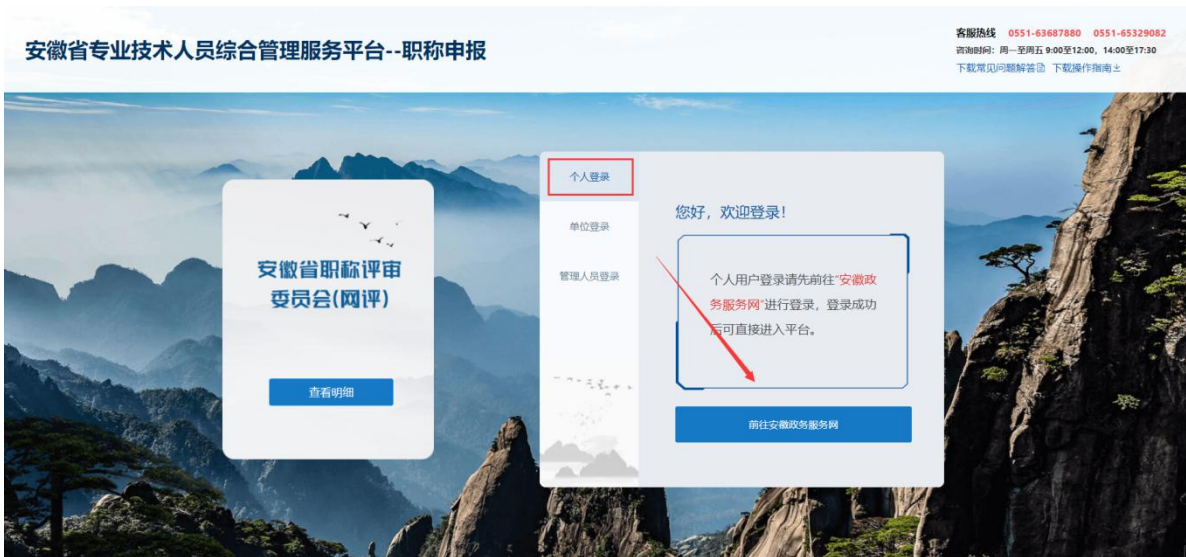 安徽省专业技术人员综合管理服务平台--职称申报
客服热线 0551-63687880 0551-65329082
咨询时间：周一至周五 9:00至12:00，14:00至17:30
下载常见问题解答 下载操作指南
安徽省职称评审
委员会(网评)
查看明细
个人登录
单位登录
管理人员登录
您好，欢迎登录！
个人用户登录请先前往“安徽政
务服务网”进行登录，登录成功
后可直接进入平台。
前往安徽政务服务网